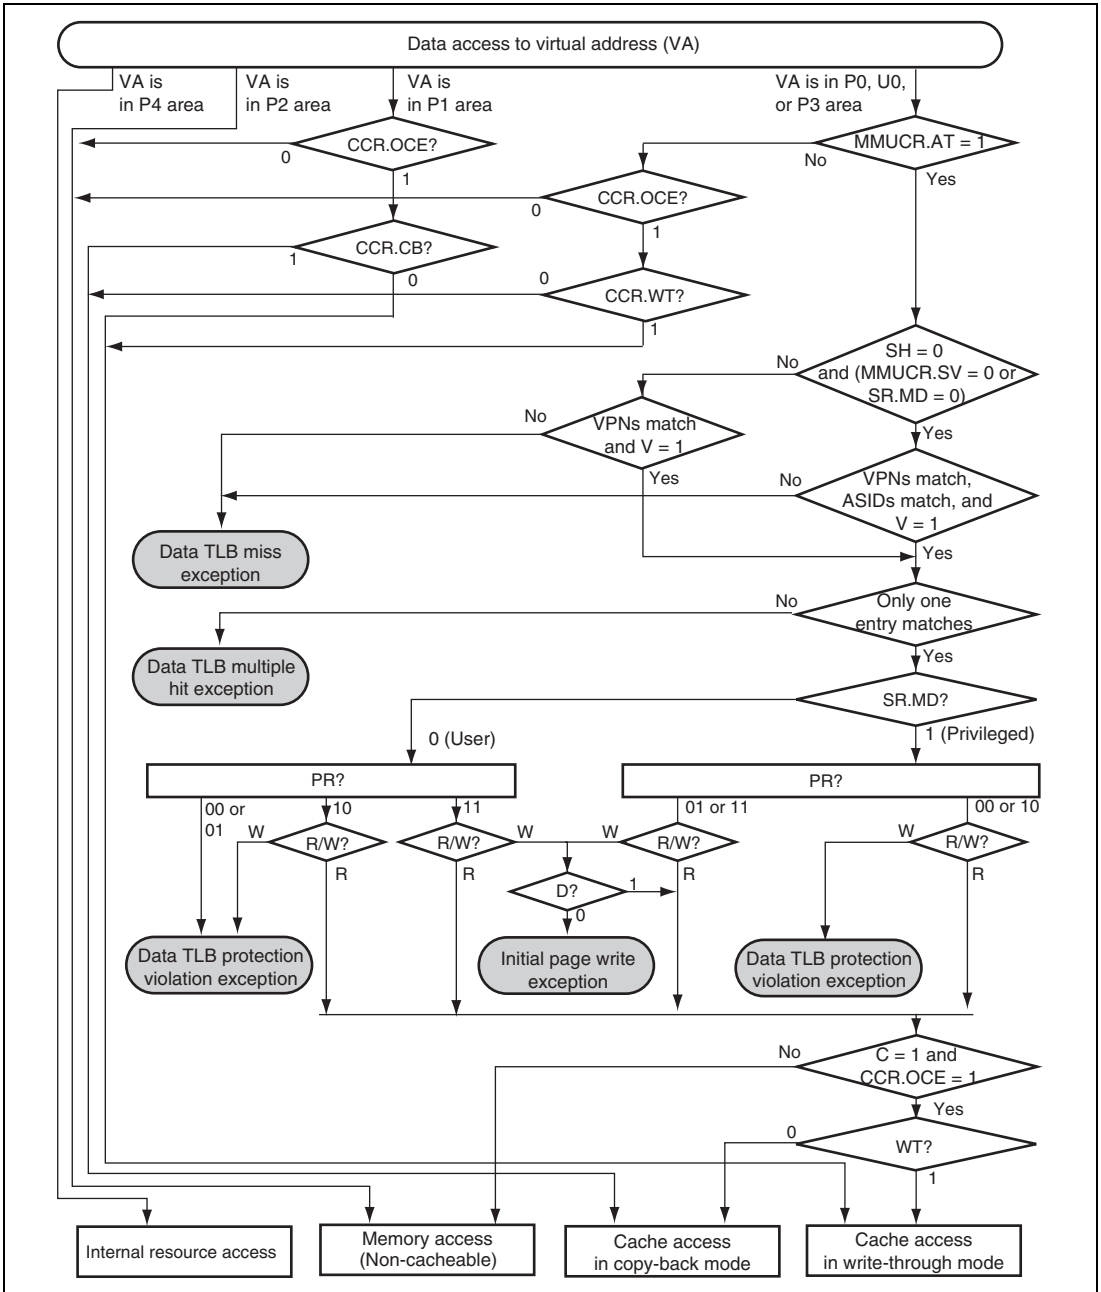 Data access to virtual address (VA)
VA is
in P4 area
VA is
in P2 area
VA is
in P1 area
VA is in P0, U0,
or P3 area
CCR.OCE?
0
1
MMUCR.AT = 1
No
Yes
CCR.OCE?
0
1
CCR.CB?
1
0
CCR.WT?
0
1
SH = 0
and (MMUCR.SV = 0 or
SR.MD = 0)
No
Yes
VPNs match
and V = 1
No
Yes
VPNs match,
ASIDs match, and
V = 1
No
Yes
Data TLB miss
exception
Only one
entry matches
No
Yes
Data TLB multiple
hit exception
SR.MD?
0 (User)
1 (Privileged)
PR?
PR?
00 or
01
10
11
01 or 11
00 or 10
W
R/W?
R
R/W?
W
R
W
R/W?
R
W
R/W?
R
D?
1
0
Data TLB protection
violation exception
Initial page write
exception
Data TLB protection
violation exception
C = 1 and
CCR.OCE = 1
No
Yes
WT?
0
1
Internal resource access
Memory access
(Non-cacheable)
Cache access
in copy-back mode
Cache access
in write-through mode